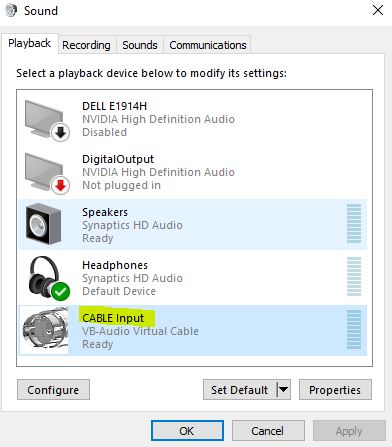 Sound
Playback
Recording
Sounds
Communications
Select a playback device below to modify its settings:
DELL E1914H
NVIDIA High Definition Audio
Disabled
DigitalOutput
NVIDIA High Definition Audio
Not plugged in
Speakers
Synaptics HD Audio
Ready
Headphones
Synaptics HD Audio
Default Device
CABLE Input
VB-Audio Virtual Cable
Ready
Configure
Set Default
Properties
OK
Cancel
Apply